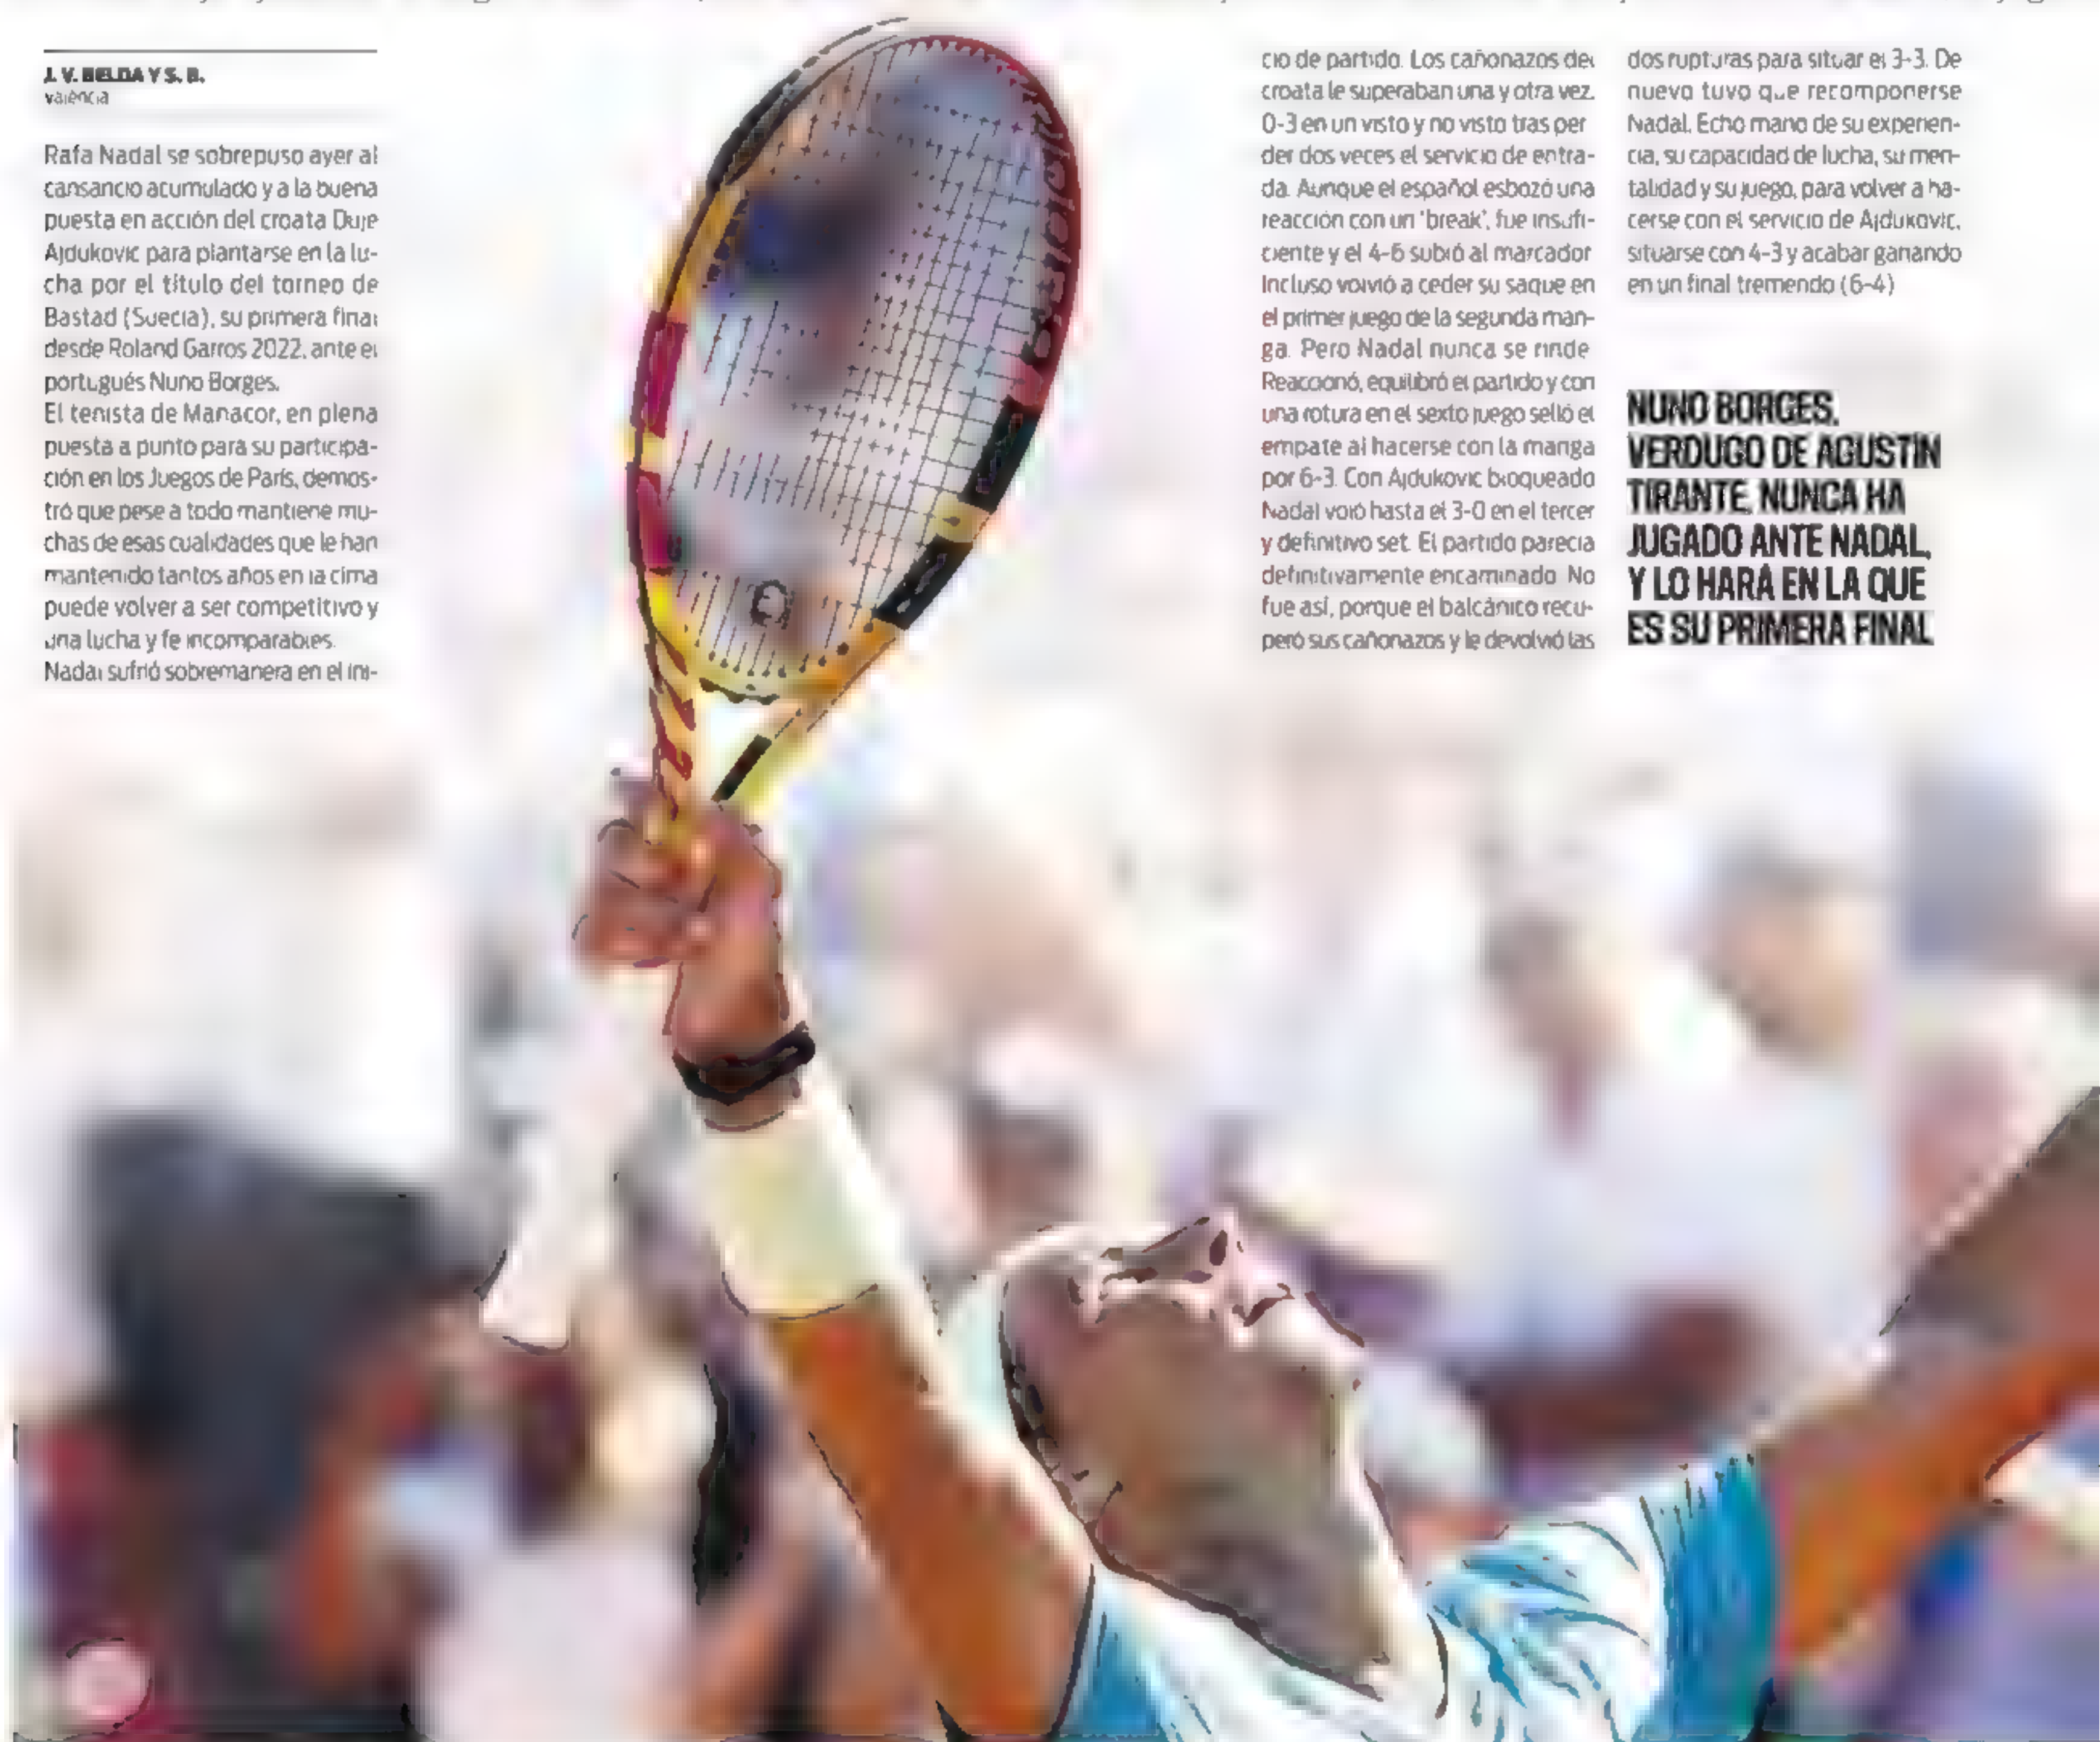 J. V. BELDA Y S. B.
València
Rafa Nadal se sobrepuso ayer al
cansancio acumulado y a la buena
puesta en acción del croata Duje
Ajdukovic para plantarse en la lu-
cha por el título del torneo de
Bastad (Suecia), su primera final
desde Roland Garros 2022, ante el
portugués Nuno Borges.
El tenista de Manacor, en plena
puesta a punto para su participa-
ción en los Juegos de París, demos-
tró que pese a todo mantiene mu-
chas de esas cualidades que le han
mantenido tantos años en la cima
puede volver a ser competitivo y
una lucha y fe incomparables.
Nadal sufrió sobremanera en el ini-
cio de partido. Los cañonazos del
croata le superaban una y otra vez.
0-3 en un visto y no visto tras per
der dos veces el servicio de entra-
da. Aunque el español esbozó una
reacción con un 'break', fue insufi-
ciente y el 4-6 subió al marcador
Incluso volvió a ceder su saque en
el primer juego de la segunda man-
ga. Pero Nadal nunca se rinde
Reaccionó, equilibró el partido y con
una rotura en el sexto juego selló el
empate al hacerse con la manga
por 6-3. Con Ajdukovic bloqueado
Nadal voló hasta el 3-0 en el tercer
y definitivo set. El partido parecía
definitivamente encaminado. No
fue así, porque el balcánico recu-
peró sus cañonazos y le devolvió las
dos rupturas para situar el 3-3. De
nuevo tuvo que recomponerse
Nadal. Echó mano de su experien-
cia, su capacidad de lucha, su men-
talidad y su juego, para volver a ha-
cerse con el servicio de Ajdukovic,
situarse con 4-3 y acabar ganando
en un final tremendo (6-4)
NUNO BORGES,
VERDUGO DE AGUSTÍN
TIRANTE, NUNCA HA
JUGADO ANTE NADAL,
Y LO HARÁ EN LA QUE
ES SU PRIMERA FINAL